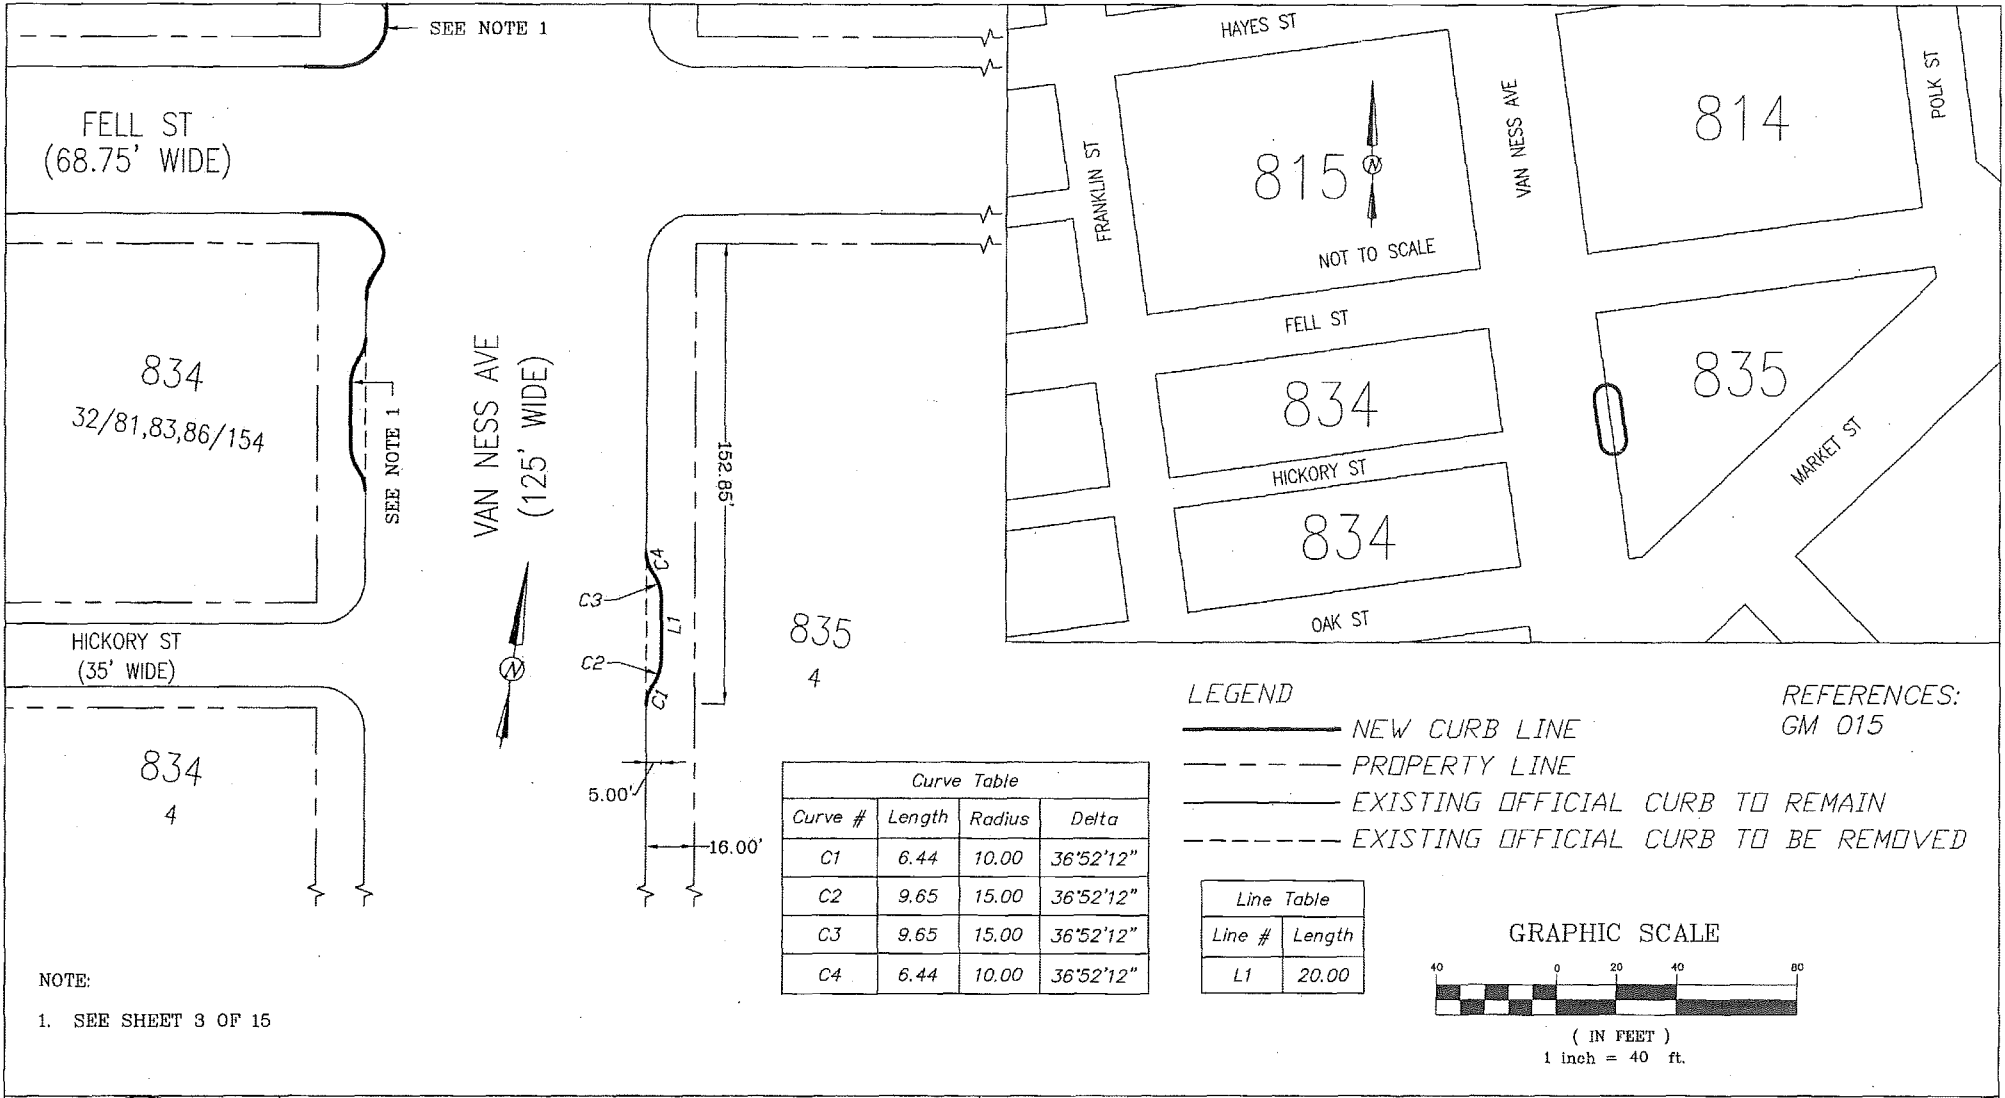 SEE NOTE 1
FELL ST
(68.75' WIDE)
834
32/81,83,86/154
SEE NOTE 1
VAN NESS AVE
(125' WIDE)
152.85'
C4
C3
L1
C2
C1
N
835
4
HICKORY ST
(35' WIDE)
834
4
5.00'
16.00'
HAYES ST
FRANKLIN ST
815
N
NOT TO SCALE
VAN NESS AVE
814
POLK ST
FELL ST
834
835
HICKORY ST
MARKET ST
834
OAK ST
LEGEND
NEW CURB LINE
PROPERTY LINE
EXISTING OFFICIAL CURB TO REMAIN
EXISTING OFFICIAL CURB TO BE REMOVED
REFERENCES:
GM 015
Curve Table
Curve # Length Radius Delta
C1 6.44 10.00 36°52'12"
C2 9.65 15.00 36°52'12"
C3 9.65 15.00 36°52'12"
C4 6.44 10.00 36°52'12"
Line Table
Line # Length
L1 20.00
GRAPHIC SCALE
40 0 20 40 80
( IN FEET )
1 inch = 40 ft.
NOTE:
1. SEE SHEET 3 OF 15